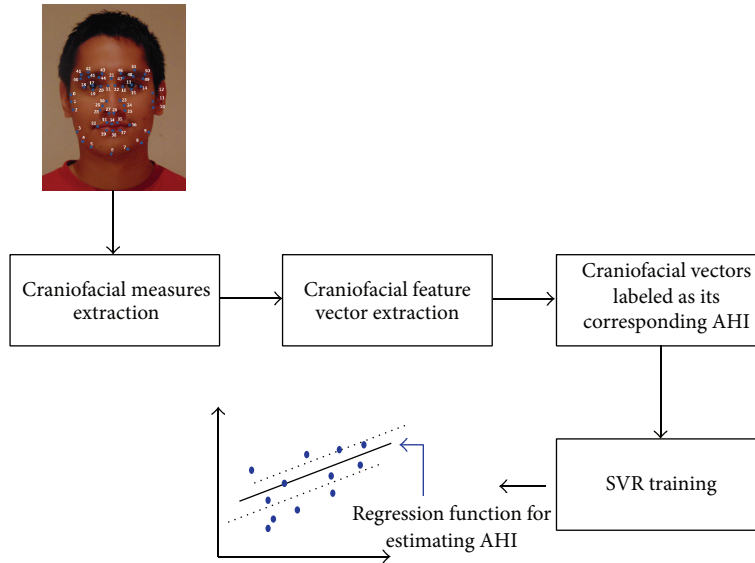 Craniofacial measures
extraction
Craniofacial feature
vector extraction
Craniofacial vectors
labeled as its
corresponding AHI
SVR training
Regression function for
estimating AHI